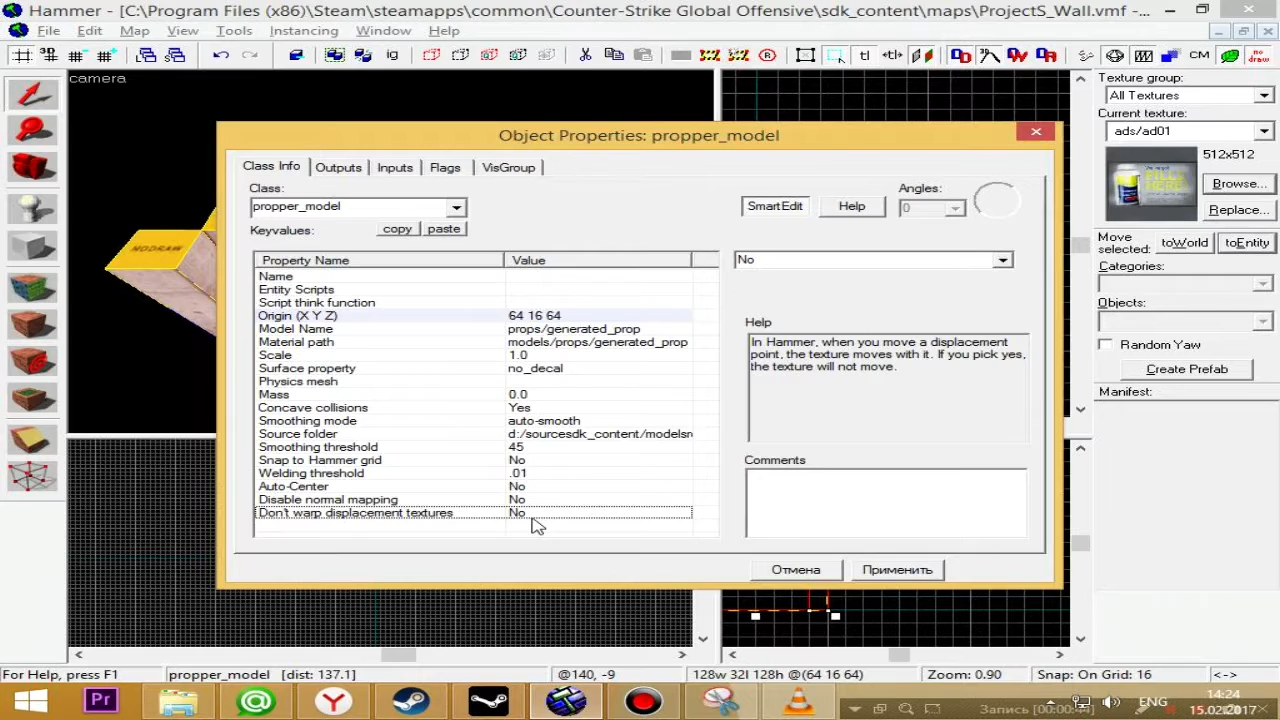 Hammer - [C:\Program Files (x86)\Steam\steamapps\common\Counter-Strike Global Offensive\sdk_content\maps\ProjectS_Wall.vmf -...
File Edit Map View Tools Instancing Window Help
camera
Object Properties: propper_model
Class Info Outputs Inputs Flags VisGroup
Class:
propper_model
SmartEdit Help
Angles:
0
Keyvalues: copy paste
Property Name Value
Name
Entity Scripts
Script think function
Origin (X Y Z) 64 16 64
Model Name props/generated_prop
Material path models/props/generated_prop
Scale 1.0
Surface property no_decal
Physics mesh
Mass 0.0
Concave collisions Yes
Smoothing mode auto-smooth
Source folder d:/sourcesdk_content/modelsr
Smoothing threshold 45
Snap to Hammer grid No
Welding threshold .01
Auto-Center No
Disable normal mapping No
Don't warp displacement textures No
No
Help
In Hammer, when you move a displacement
point, the texture moves with it. If you pick yes,
the texture will not move.
Comments
Отмена Применить
NODRAW
Texture group:
All Textures
Current texture:
ads/ad01
512x512
PILLS
HERE
Browse...
Replace...
Move
selected:
toWorld toEntity
Categories:
Objects:
Random Yaw
Create Prefab
Manifest:
For Help, press F1 propper_model [dist: 137.1] @140, -9 128w 32l 128h @(64 16 64) Zoom: 0.90 Snap: On Grid: 16 <->
Pr
ENG
14:24
15.02.2017